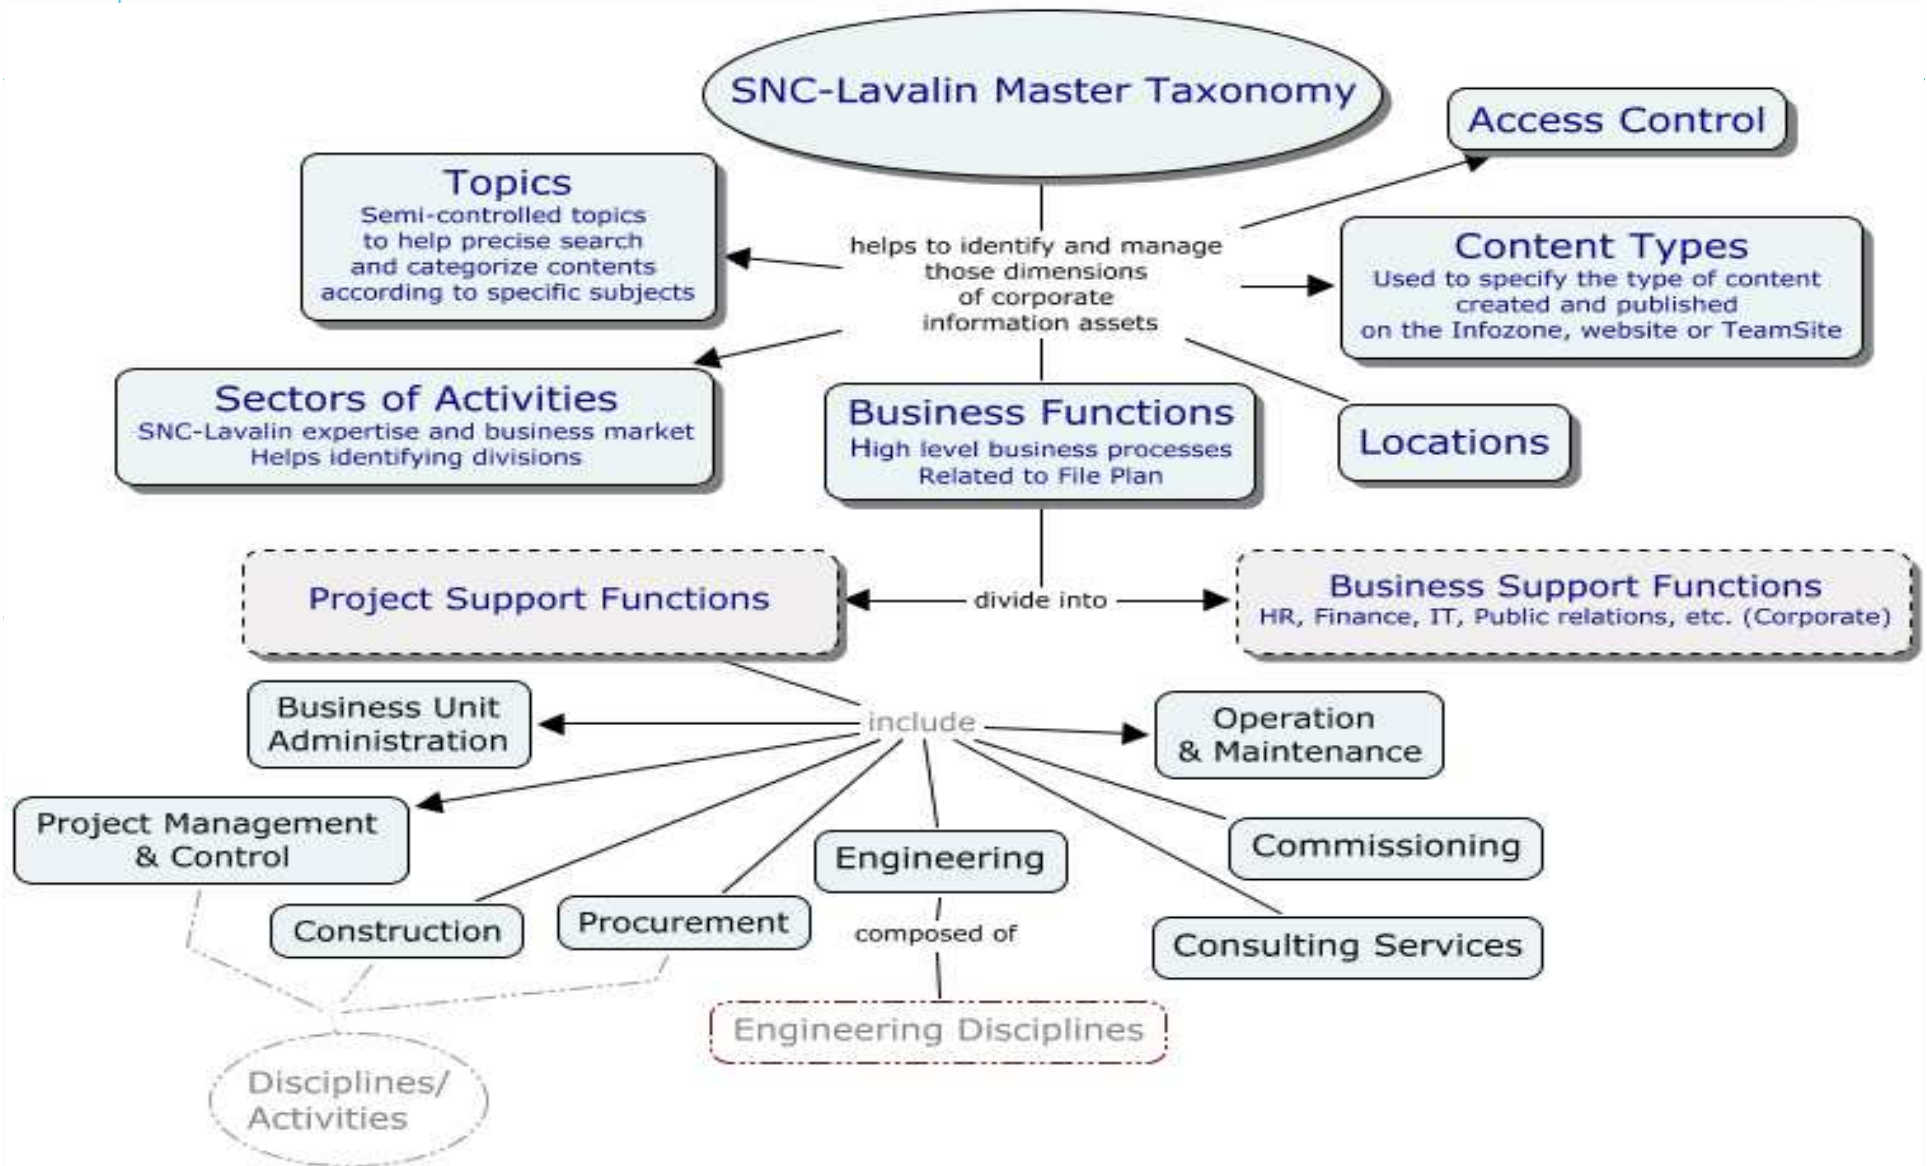 SNC-Lavalin Master Taxonomy
Access Control
Topics
Semi-controlled topics
to help precise search
and categorize contents
according to specific subjects
helps to identify and manage
those dimensions
of corporate
information assets
Content Types
Used to specify the type of content
created and published
on the Infozone, website or TeamSite
Sectors of Activities
SNC-Lavalin expertise and business market
Helps identifying divisions
Business Functions
High level business processes
Related to File Plan
Locations
Project Support Functions
divide into
Business Support Functions
HR, Finance, IT, Public relations, etc. (Corporate)
include
Business Unit
Administration
Operation
& Maintenance
Project Management
& Control
Construction
Procurement
Engineering
Commissioning
Consulting Services
composed of
Engineering Disciplines
Disciplines/
Activities